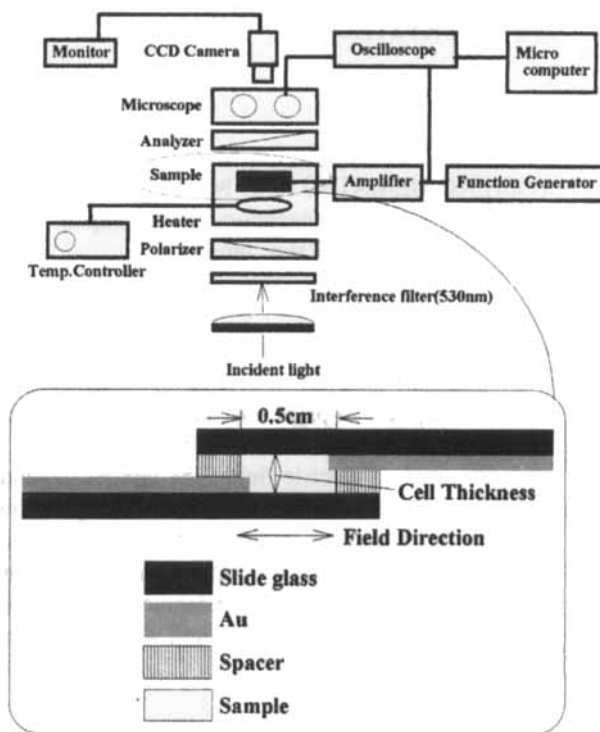 Monitor
CCD Camera
Oscilloscope
Micro
computer
Microscope
Analyzer
Sample
Amplifier
Function Generator
Heater
Temp.Controller
Polarizer
Interference filter(530nm)
Incident light
0.5cm
Cell Thickness
Field Direction
Slide glass
Au
Spacer
Sample